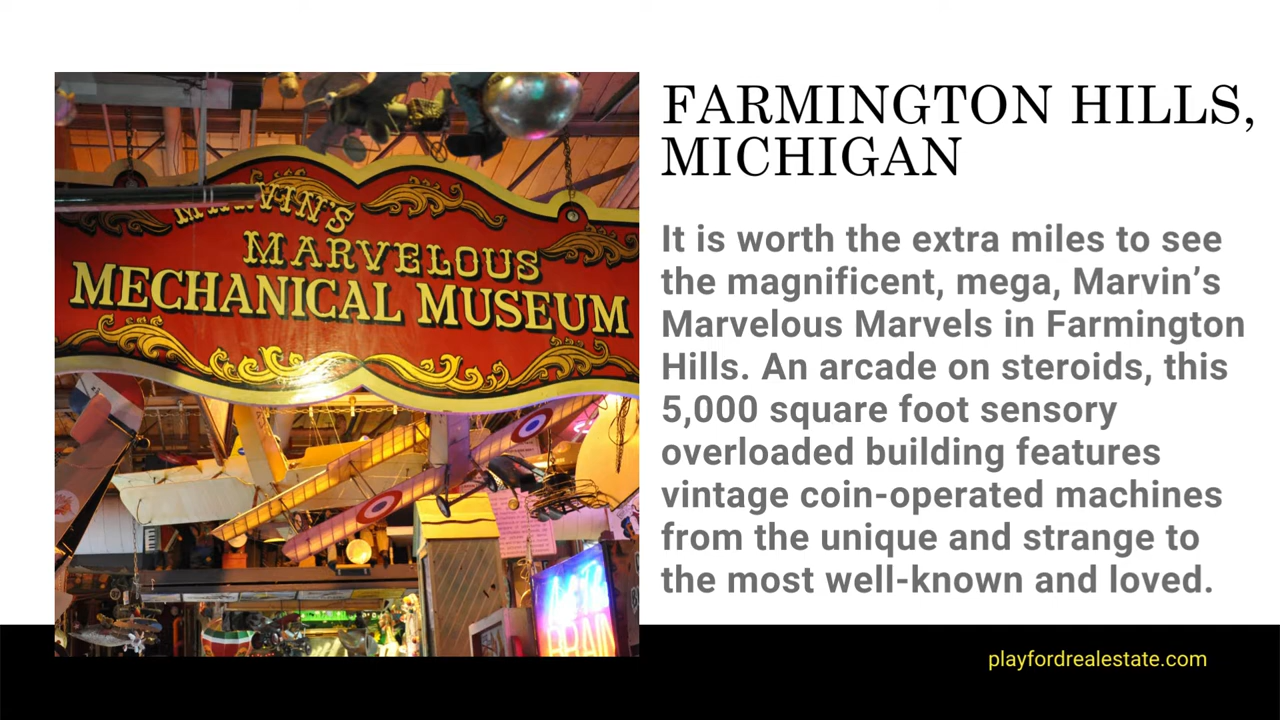 MARVIN'S
MARVELOUS
MECHANICAL MUSEUM
FARMINGTON HILLS,
MICHIGAN
It is worth the extra miles to see
the magnificent, mega, Marvin’s
Marvelous Marvels in Farmington
Hills. An arcade on steroids, this
5,000 square foot sensory
overloaded building features
vintage coin-operated machines
from the unique and strange to
the most well-known and loved.
playfordrealestate.com